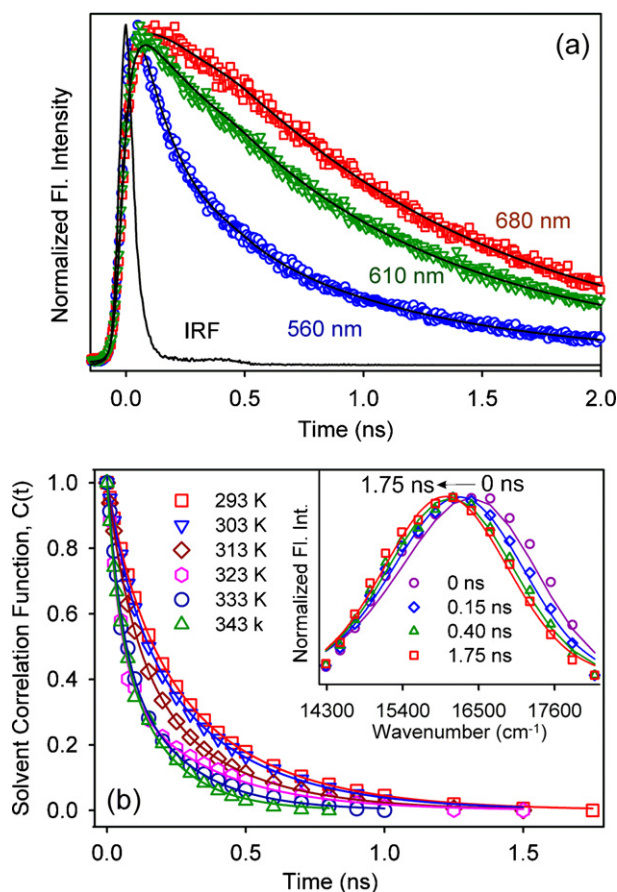 (a)
Normalized Fl. Intensity
680 nm
610 nm
560 nm
IRF
0.0 0.5 1.0 1.5 2.0
Time (ns)
Solvent Correlation Function, C(t)
1.0
0.8
0.6
0.4
0.2
0.0
293 K
303 K
313 K
323 K
333 K
343 k
(b)
1.75 ns 0 ns
Normalized Fl. Int.
0 ns
0.15 ns
0.40 ns
1.75 ns
14300 15400 16500 17600
Wavenumber (cm⁻¹)
0.0 0.5 1.0 1.5
Time (ns)